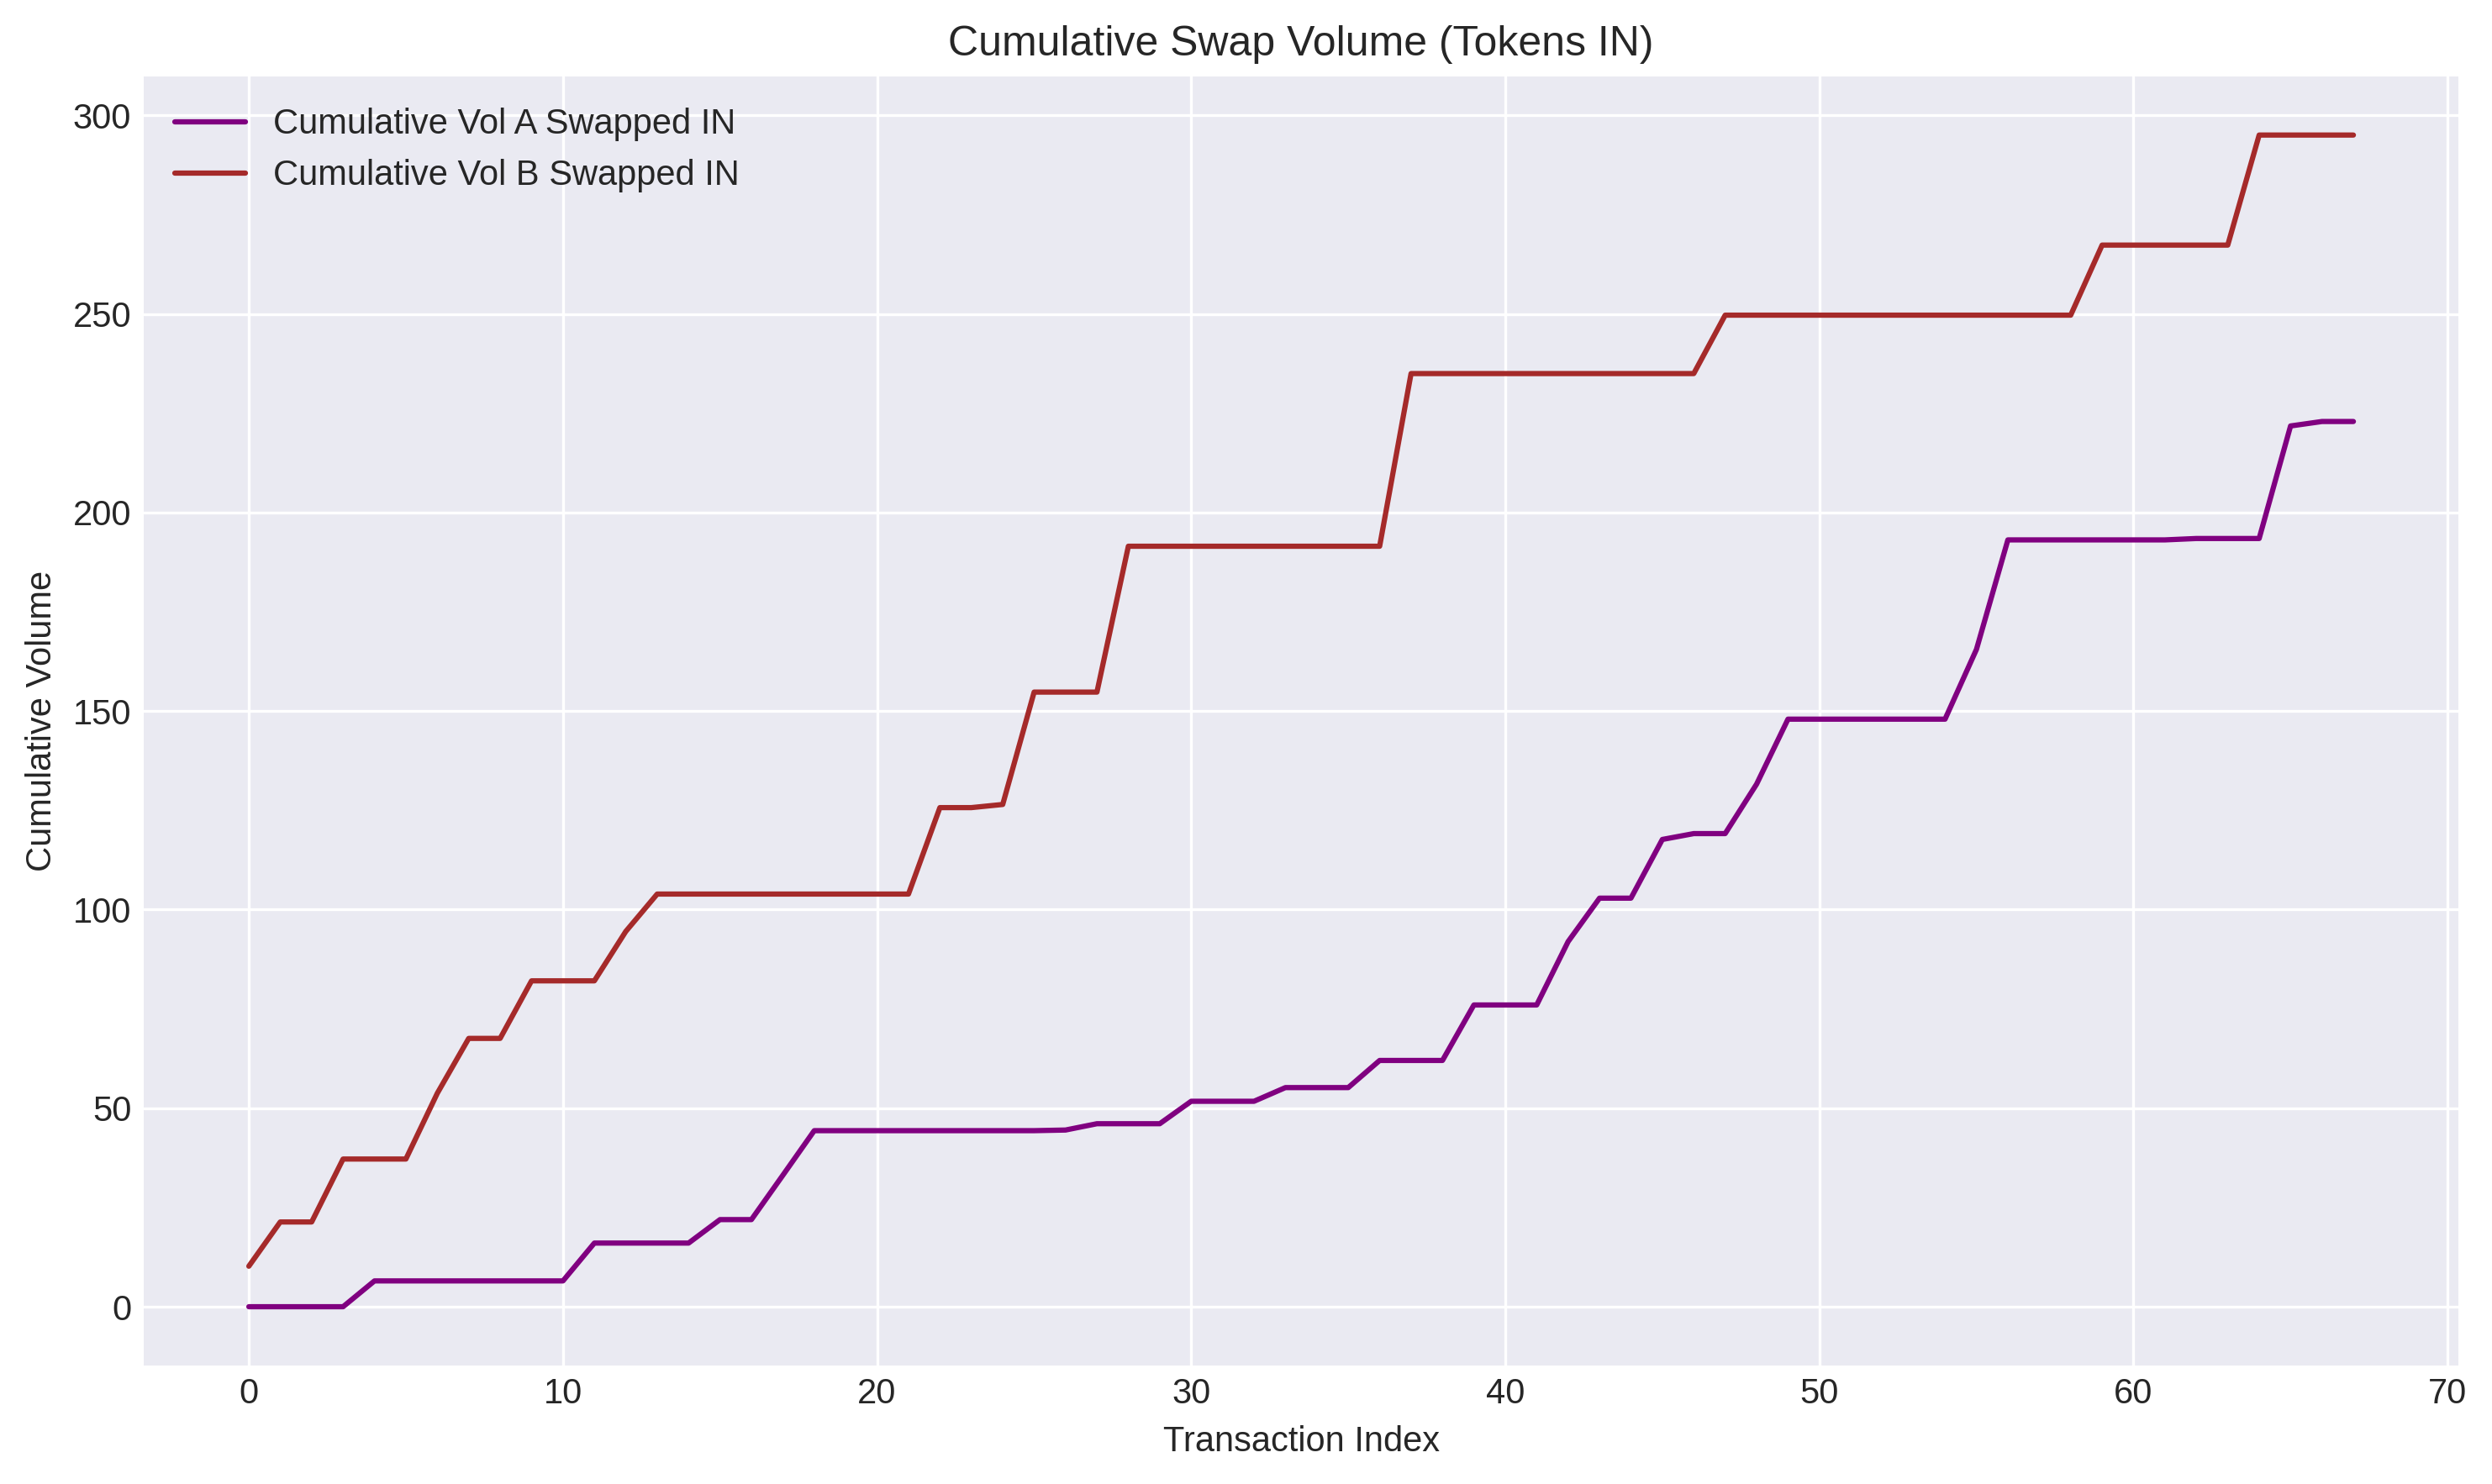 Cumulative Swap Volume (Tokens IN)
Cumulative Vol A Swapped IN
Cumulative Vol B Swapped IN
Cumulative Volume
300
250
200
150
100
50
0
0 10 20 30 40 50 60 70
Transaction Index